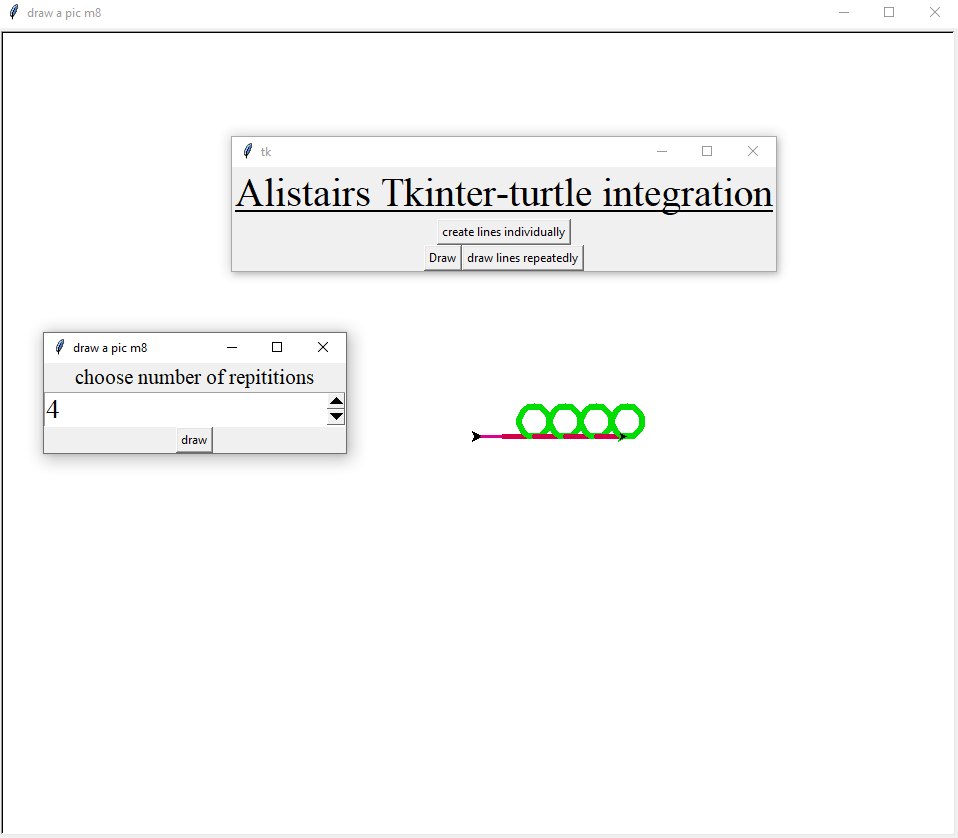 draw a pic m8
tk
Alistairs Tkinter-turtle integration
create lines individually
Draw draw lines repeatedly
draw a pic m8
choose number of repititions
4
draw